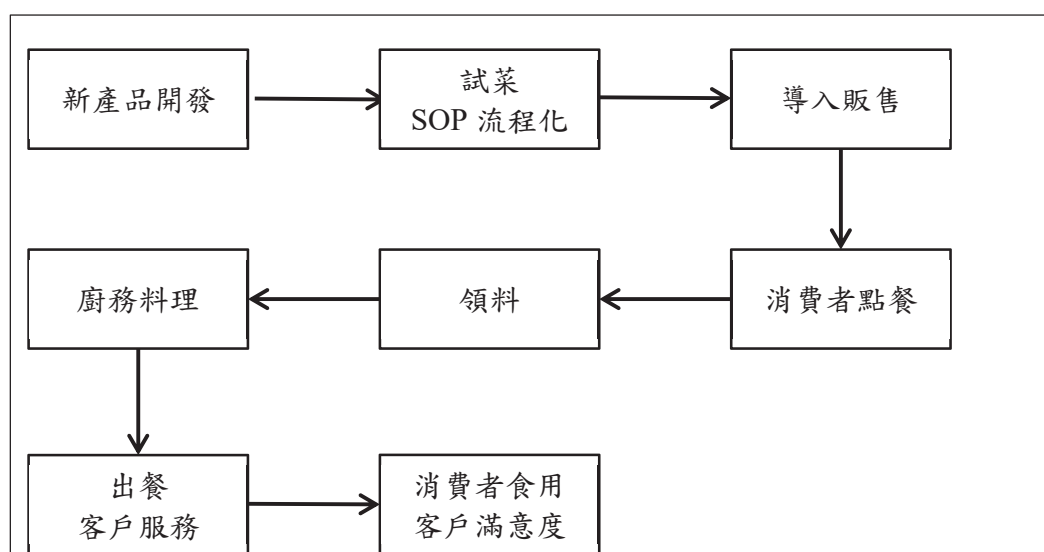 新產品開發
試菜
SOP 流程化
導入販售
消費者點餐
領料
廚務料理
出餐
客戶服務
消費者食用
客戶滿意度